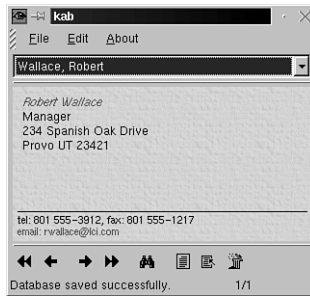 kab
File Edit About
Wallace, Robert
Robert Wallace
Manager
234 Spanish Oak Drive
Provo UT 23421
tel: 801 555-3912, fax: 801 555-1217
email: rwallace@lci.com
Database saved successfully. 1/1